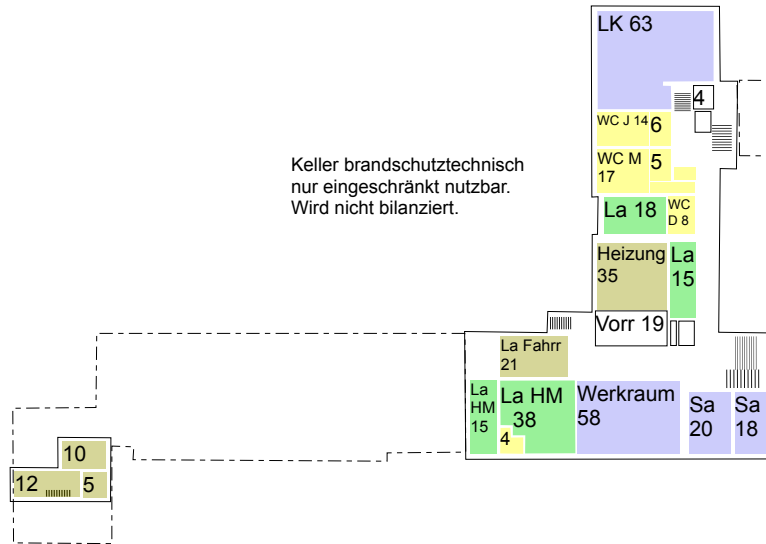 LK 63
4
WC J 14 6
WC M 5
17
Keller brandschutztechnisch
nur eingeschränkt nutzbar.
Wird nicht bilanziert.
La 18
WC
D 8
Heizung
35
La
15
Vorr 19
La Fahrr
21
La
HM
15
La HM
38
4
Werkraum
58
Sa
20
Sa
18
10
12
5